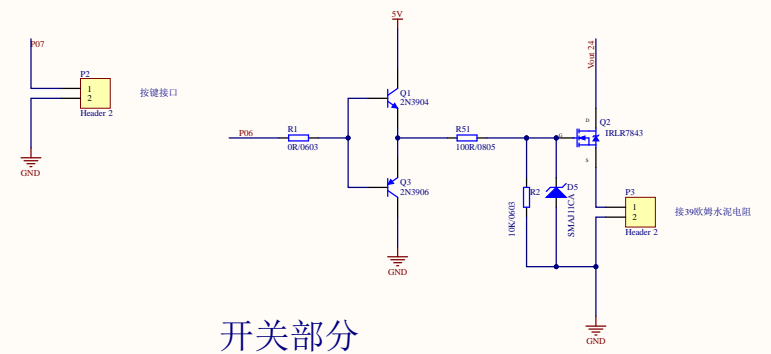 5V
P07
P2
1
2
Header 2
按键接口
GND
Q1
2N3904
P06
R1
0R/0603
Q3
2N3906
GND
R51
100R/0805
Vout 24
D
G
S
Q2
IRLR7843
R2
10K/0603
D5
SMAJ11CA
P3
1
2
Header 2
接39欧姆水泥电阻
GND
开关部分